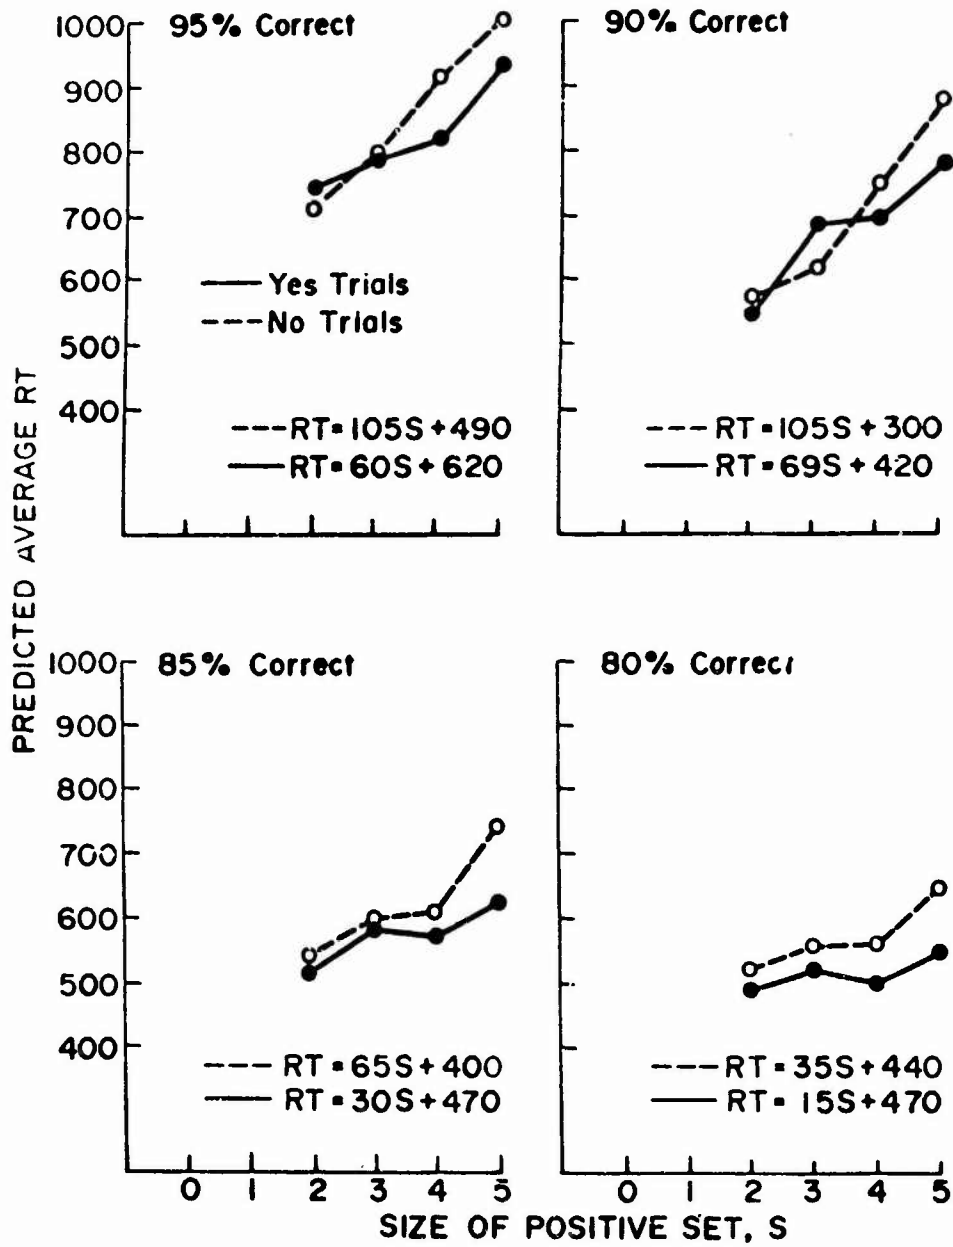 95% Correct
1000
900
800
700
600
500
400
Yes Trials
No Trials
RT=105S+490
RT=60S+620
90% Correct
RT=105S+300
RT=69S+420
PREDICTED AVERAGE RT
85% Correct
1000
900
800
700
600
500
400
RT=65S+400
RT=30S+470
0 1 2 3 4 5
80% Correct
RT=35S+440
RT=15S+470
0 1 2 3 4 5
SIZE OF POSITIVE SET, S